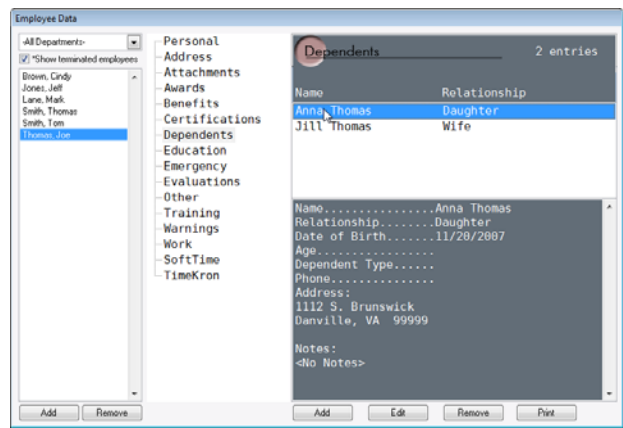 Employee Data
-All Departments-
*Show terminated employees
Brown, Cindy
Jones, Jeff
Lane, Mark
Smith, Thomas
Smith, Tom
Thomas, Joe
Add
Remove
Personal
Address
Attachments
Awards
Benefits
Certifications
Dependents
Education
Emergency
Evaluations
Other
Training
Warnings
Work
SoftTime
TimeKron
Dependents 2 entries
Name Relationship
Anna Thomas Daughter
Jill Thomas Wife
Name................Anna Thomas
Relationship........Daughter
Date of Birth.......11/20/2007
Age.................
Dependent Type......
Phone...............
Address:
1112 S. Brunswick
Danville, VA  99999
Notes:
<No Notes>
Add Edit Remove Print